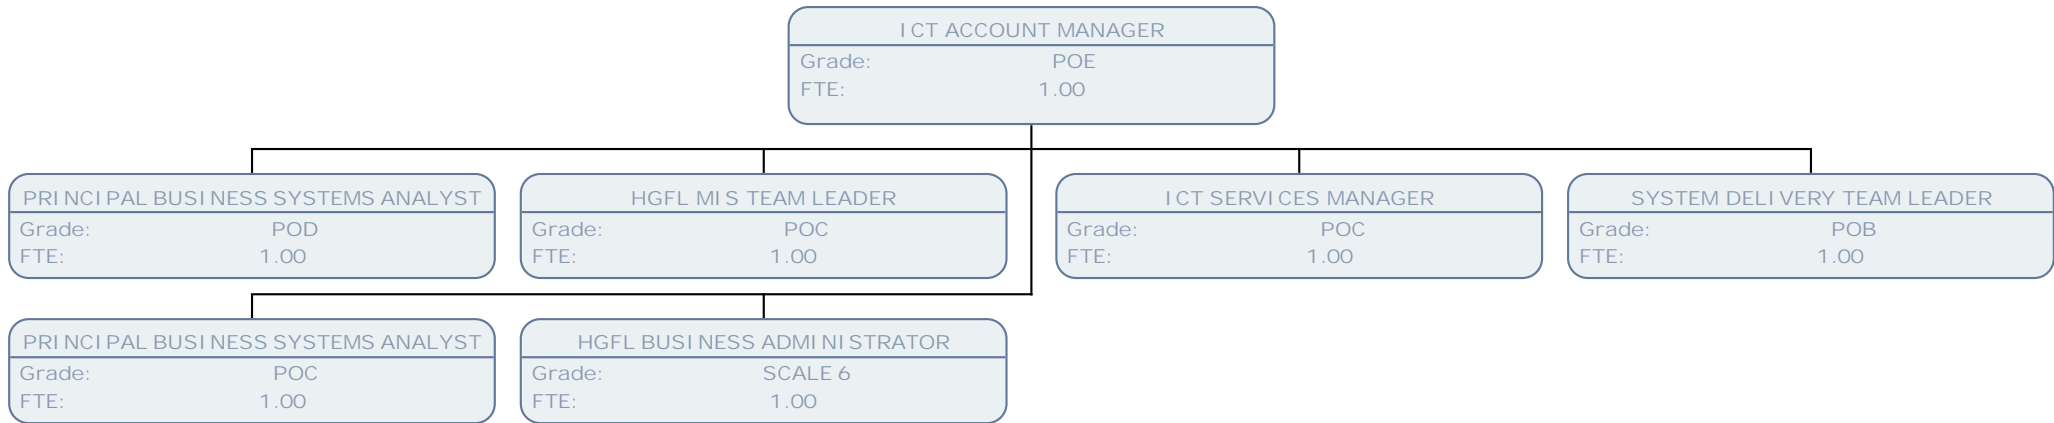 ICT ACCOUNT MANAGER
Grade: POE
FTE: 1.00
PRINCIPAL BUSINESS SYSTEMS ANALYST
Grade: POD
FTE: 1.00
HGFL MIS TEAM LEADER
Grade: POC
FTE: 1.00
ICT SERVICES MANAGER
Grade: POC
FTE: 1.00
SYSTEM DELIVERY TEAM LEADER
Grade: POB
FTE: 1.00
PRINCIPAL BUSINESS SYSTEMS ANALYST
Grade: POC
FTE: 1.00
HGFL BUSINESS ADMINISTRATOR
Grade: SCALE 6
FTE: 1.00